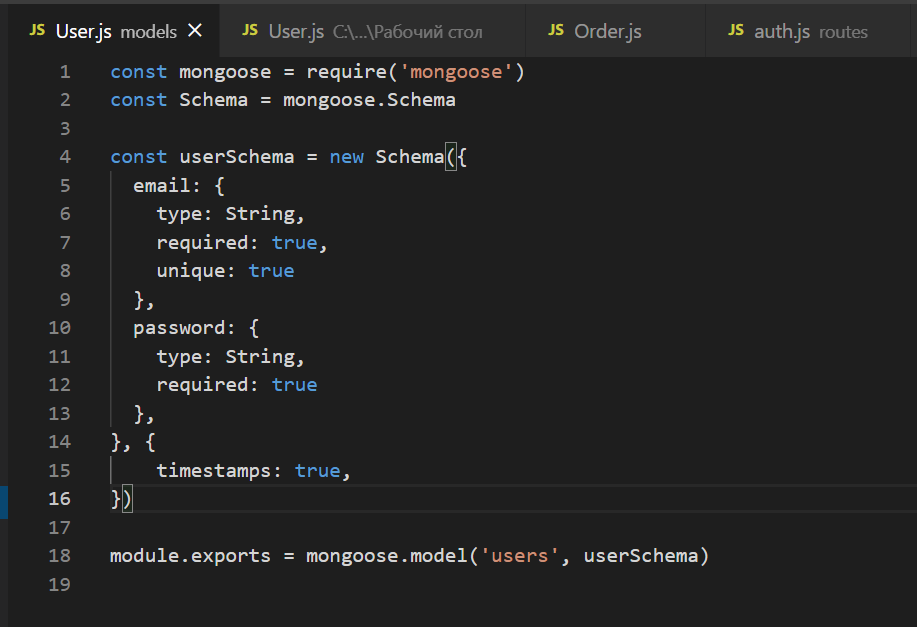 JS User.js models × JS User.js C:\...\Рабочий стол JS Order.js JS auth.js routes
1 const mongoose = require('mongoose')
2 const Schema = mongoose.Schema
3
4 const userSchema = new Schema({
5   email: {
6     type: String,
7     required: true,
8     unique: true
9   },
10   password: {
11     type: String,
12     required: true
13   },
14 }, {
15     timestamps: true,
16 })
17
18 module.exports = mongoose.model('users', userSchema)
19